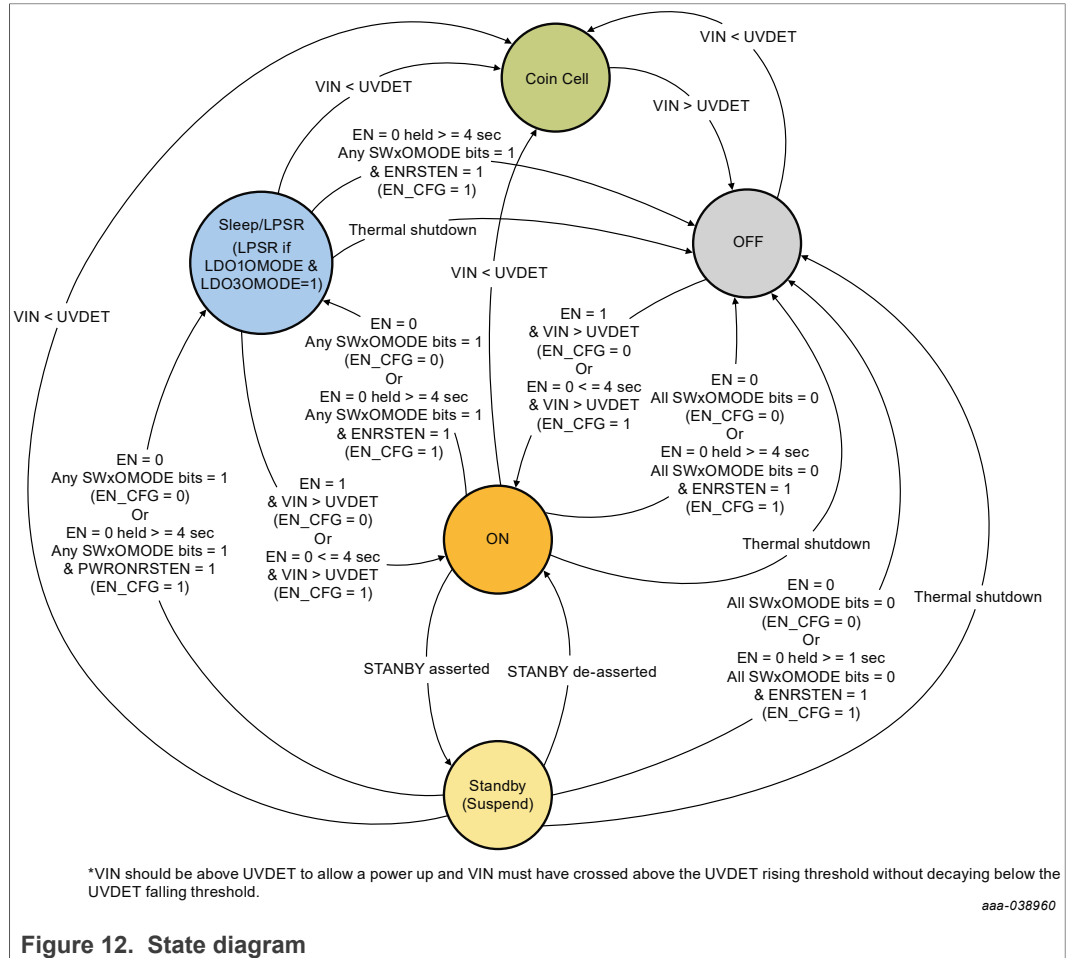 VIN < UVDET
Coin Cell
VIN < UVDET
VIN > UVDET
EN = 0 held > = 4 sec
Any SWxOMODE bits = 1
& ENRSTEN = 1
(EN_CFG = 1)
Sleep/LPSR
(LPSR if
LDO1OMODE &
LDO3OMODE=1)
Thermal shutdown
OFF
VIN < UVDET
VIN < UVDET
EN = 0
Any SWxOMODE bits = 1
(EN_CFG = 0)
Or
EN = 0 held > = 4 sec
Any SWxOMODE bits = 1
& ENRSTEN = 1
(EN_CFG = 1)
EN = 1
& VIN > UVDET
(EN_CFG = 0
Or
EN = 0 < = 4 sec
& VIN > UVDET
(EN_CFG = 1
EN = 0
All SWxOMODE bits = 0
(EN_CFG = 0)
Or
EN = 0 held > = 4 sec
All SWxOMODE bits = 0
& ENRSTEN = 1
(EN_CFG = 1)
EN = 0
Any SWxOMODE bits = 1
(EN_CFG = 0)
Or
EN = 0 held > = 4 sec
Any SWxOMODE bits = 1
& PWRONRSTEN = 1
(EN_CFG = 1)
EN = 1
& VIN > UVDET
(EN_CFG = 0)
Or
EN = 0 < = 4 sec
& VIN > UVDET
(EN_CFG = 1)
ON
Thermal shutdown
EN = 0
All SWxOMODE bits = 0
(EN_CFG = 0)
Or
EN = 0 held > = 1 sec
All SWxOMODE bits = 0
& ENRSTEN = 1
(EN_CFG = 1)
Thermal shutdown
STANBY asserted
STANBY de-asserted
Standby
(Suspend)
*VIN should be above UVDET to allow a power up and VIN must have crossed above the UVDET rising threshold without decaying below the
UVDET falling threshold.
aaa-038960
Figure 12. State diagram